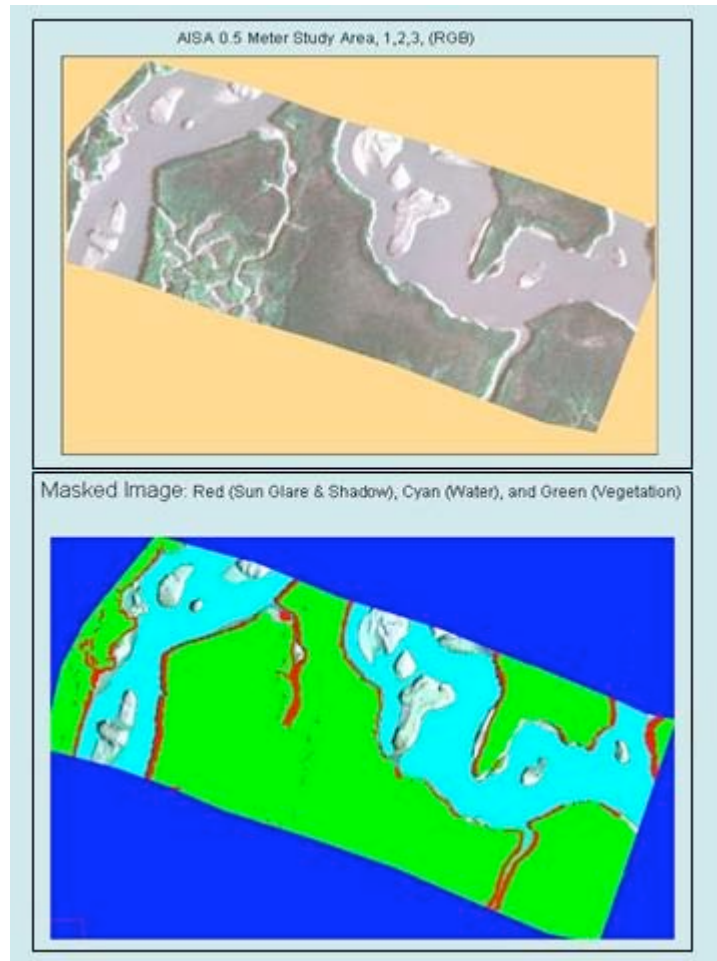 AISA 0.5 Meter Study Area, 1,2,3, (RGB)
Masked Image: Red (Sun Glare & Shadow), Cyan (Water), and Green (Vegetation)